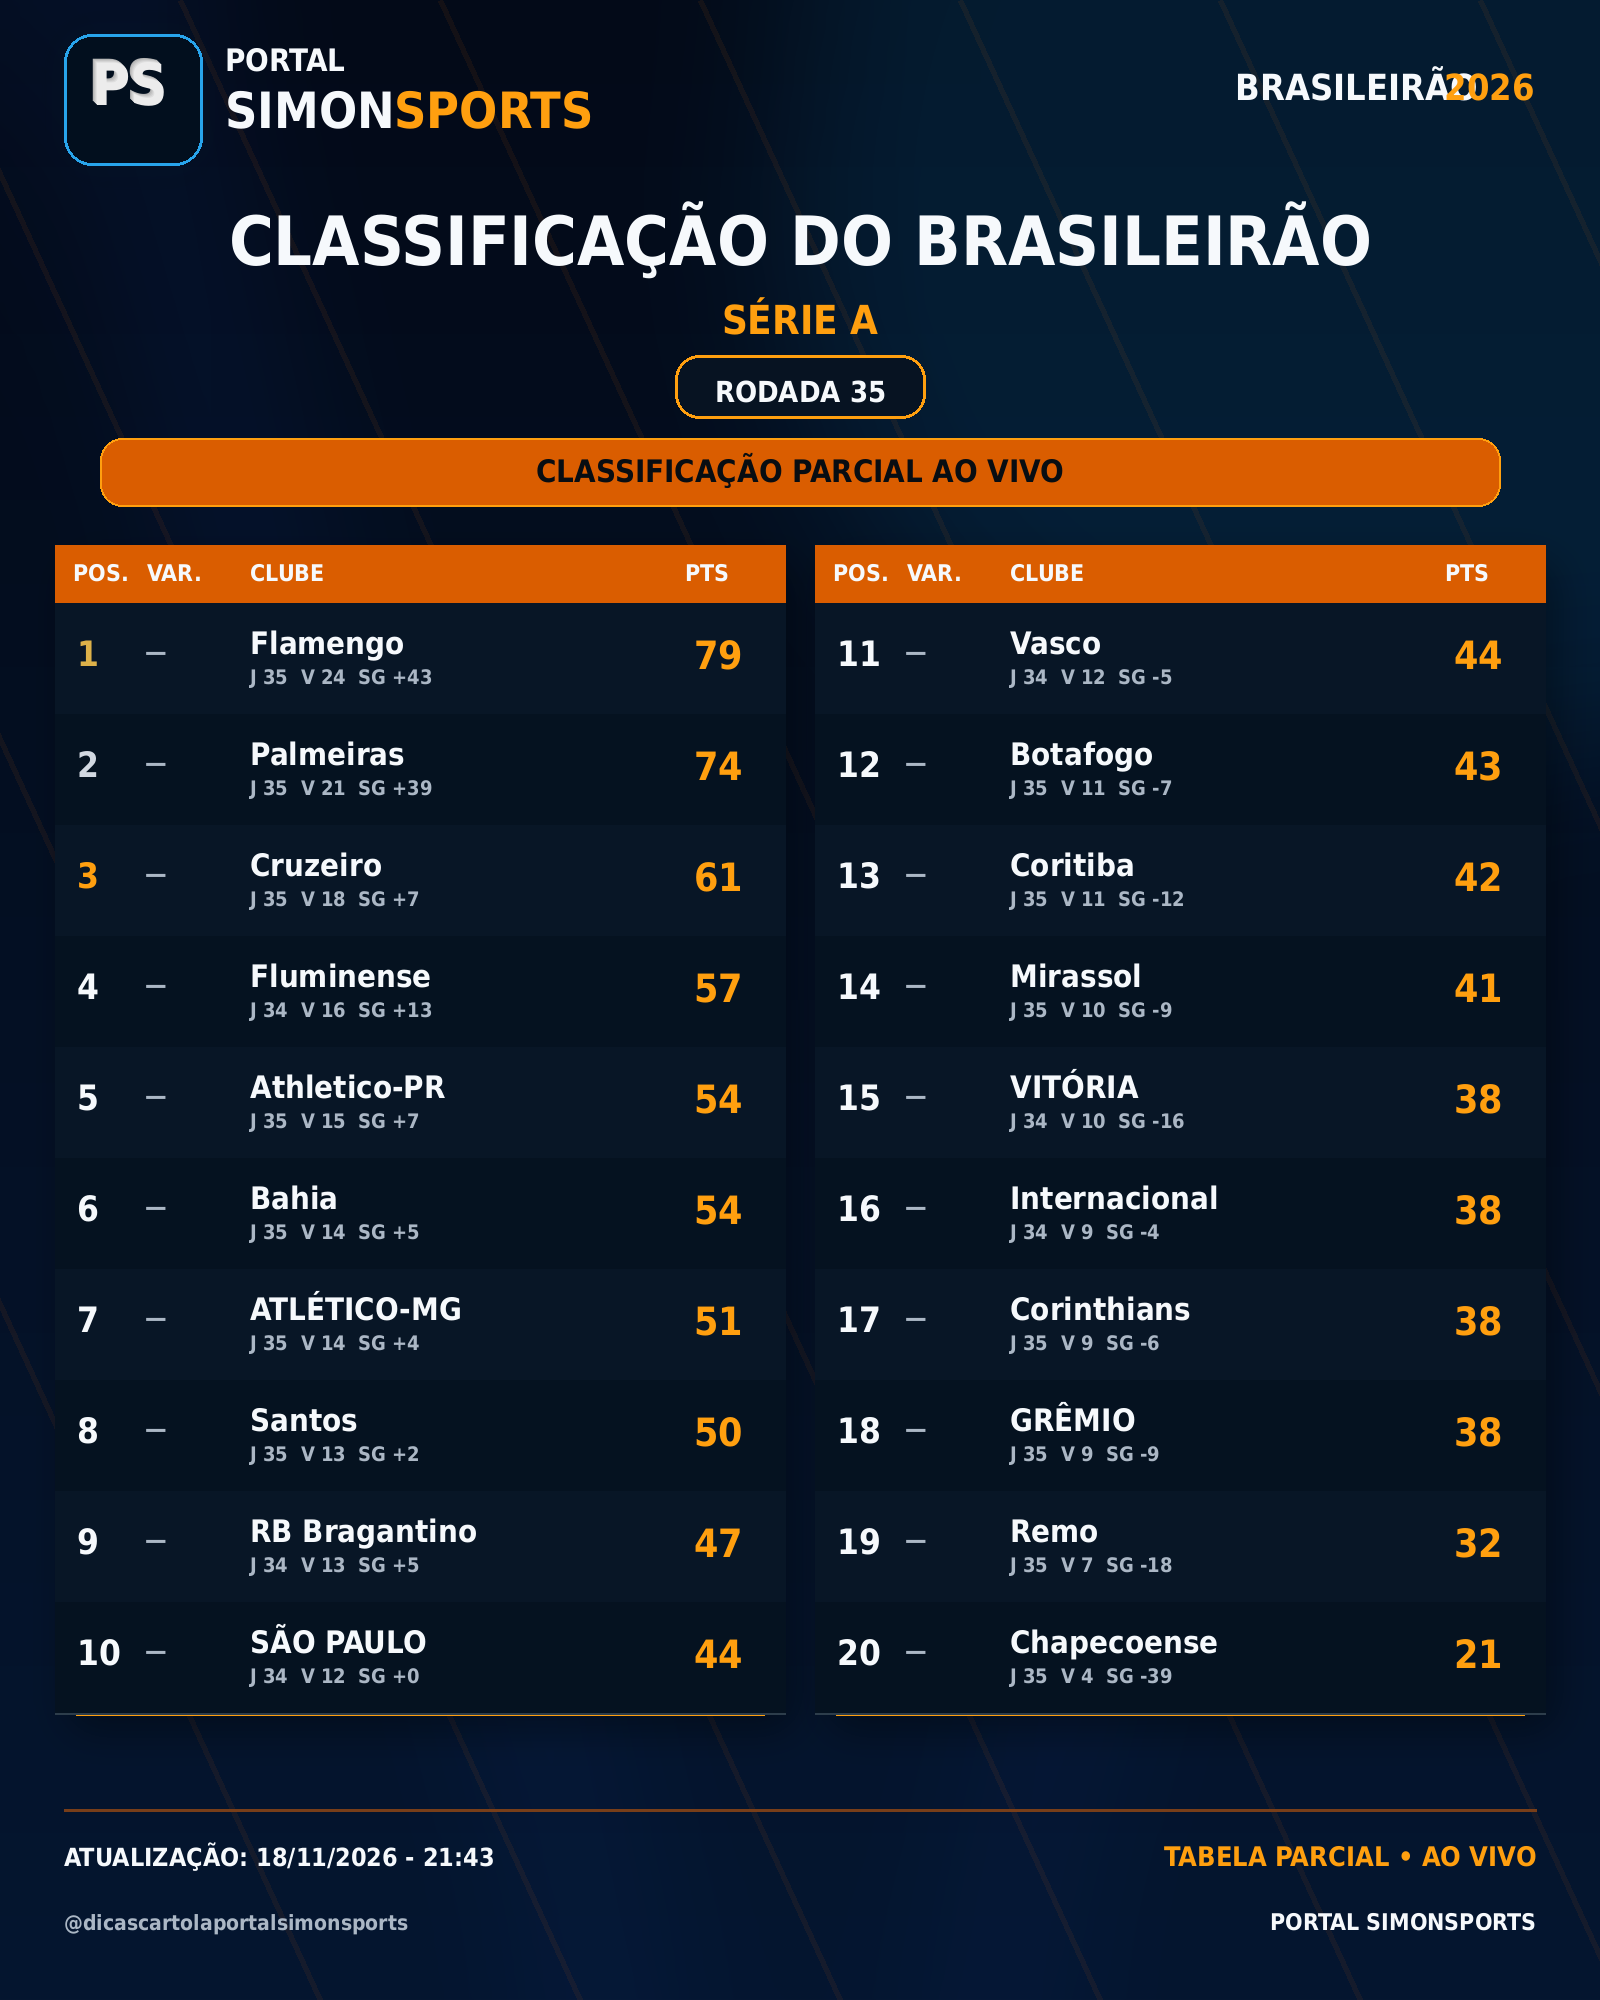 PS
PORTAL
SIMONSPORTS
BRASILEIRÃO 2026
CLASSIFICAÇÃO DO BRASILEIRÃO
SÉRIE A
RODADA 35
CLASSIFICAÇÃO PARCIAL AO VIVO
POS. VAR. CLUBE PTS
1 — Flamengo 79
J 35 V 24 SG +43
2 — Palmeiras 74
J 35 V 21 SG +39
3 — Cruzeiro 61
J 35 V 18 SG +7
4 — Fluminense 57
J 34 V 16 SG +13
5 — Athletico-PR 54
J 35 V 15 SG +7
6 — Bahia 54
J 35 V 14 SG +5
7 — ATLÉTICO-MG 51
J 35 V 14 SG +4
8 — Santos 50
J 35 V 13 SG +2
9 — RB Bragantino 47
J 34 V 13 SG +5
10 — SÃO PAULO 44
J 34 V 12 SG +0
POS. VAR. CLUBE PTS
11 — Vasco 44
J 34 V 12 SG -5
12 — Botafogo 43
J 35 V 11 SG -7
13 — Coritiba 42
J 35 V 11 SG -12
14 — Mirassol 41
J 35 V 10 SG -9
15 — VITÓRIA 38
J 34 V 10 SG -16
16 — Internacional 38
J 34 V 9 SG -4
17 — Corinthians 38
J 35 V 9 SG -6
18 — GRÊMIO 38
J 35 V 9 SG -9
19 — Remo 32
J 35 V 7 SG -18
20 — Chapecoense 21
J 35 V 4 SG -39
ATUALIZAÇÃO: 18/11/2026 - 21:43
TABELA PARCIAL • AO VIVO
@dicascartolaportalsimonsports
PORTAL SIMONSPORTS